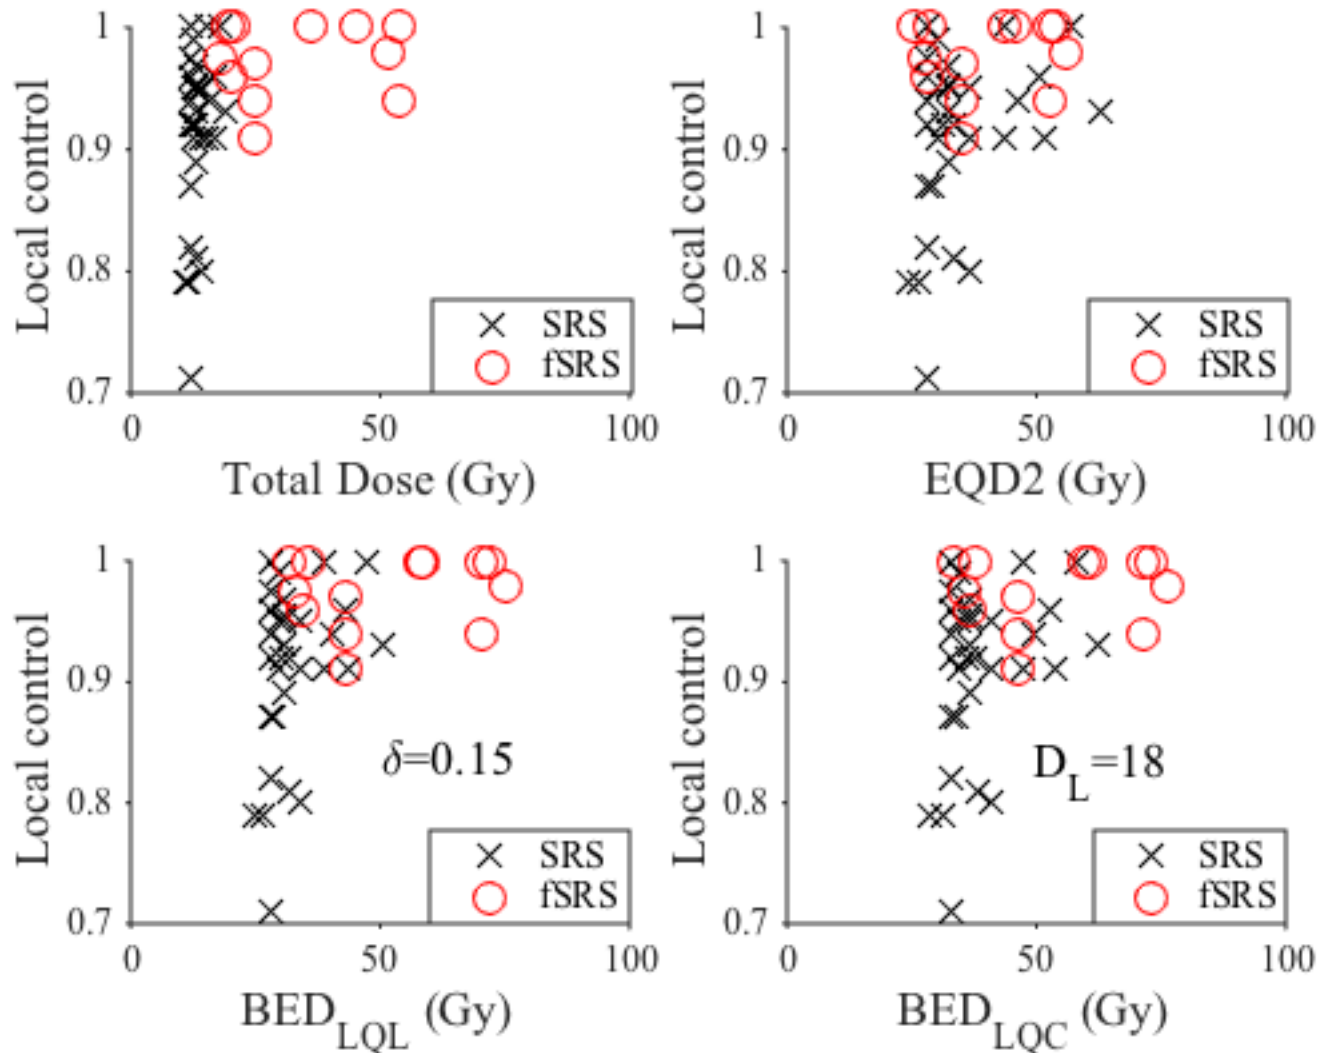 Local control
1
0.9
0.8
0.7
0 50 100
Total Dose (Gy)
SRS
fSRS
Local control
1
0.9
0.8
0.7
0 50 100
EQD2 (Gy)
SRS
fSRS
Local control
1
0.9
0.8
0.7
0 50 100
BED_LQL (Gy)
δ=0.15
SRS
fSRS
Local control
1
0.9
0.8
0.7
0 50 100
BED_LQC (Gy)
D_L=18
SRS
fSRS